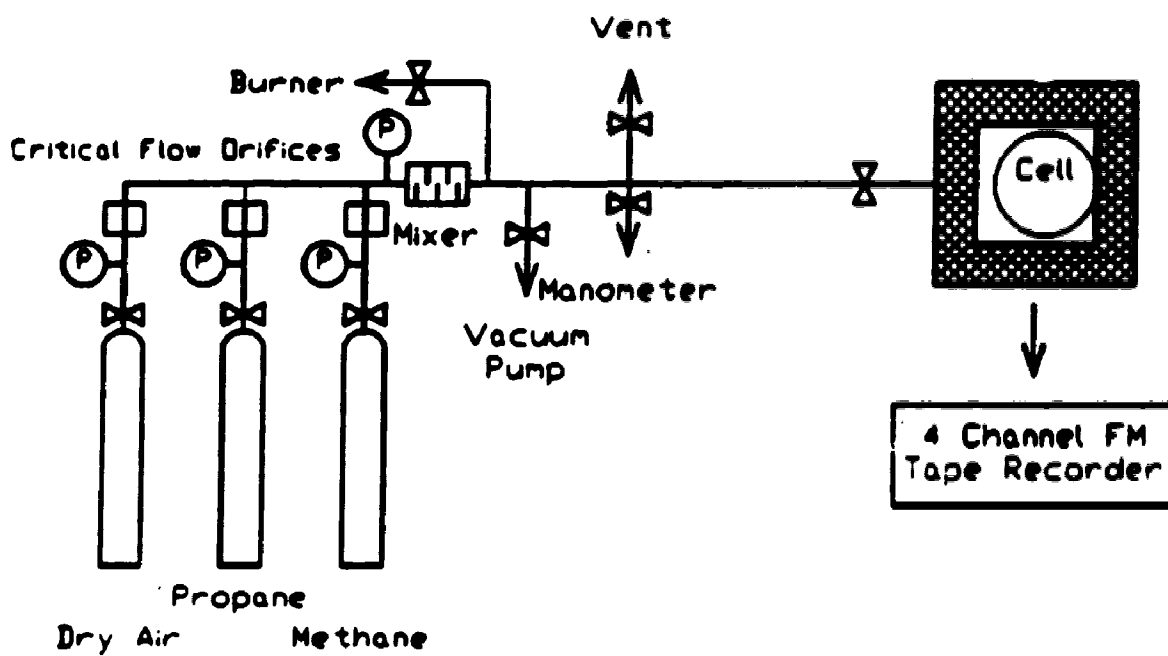 Vent
Burner
P
Critical Flow Orifices
Cell
Mixer
P
P
P
Manometer
Vacuum
Pump
4 Channel FM
Tape Recorder
Propane
Dry Air
Methane